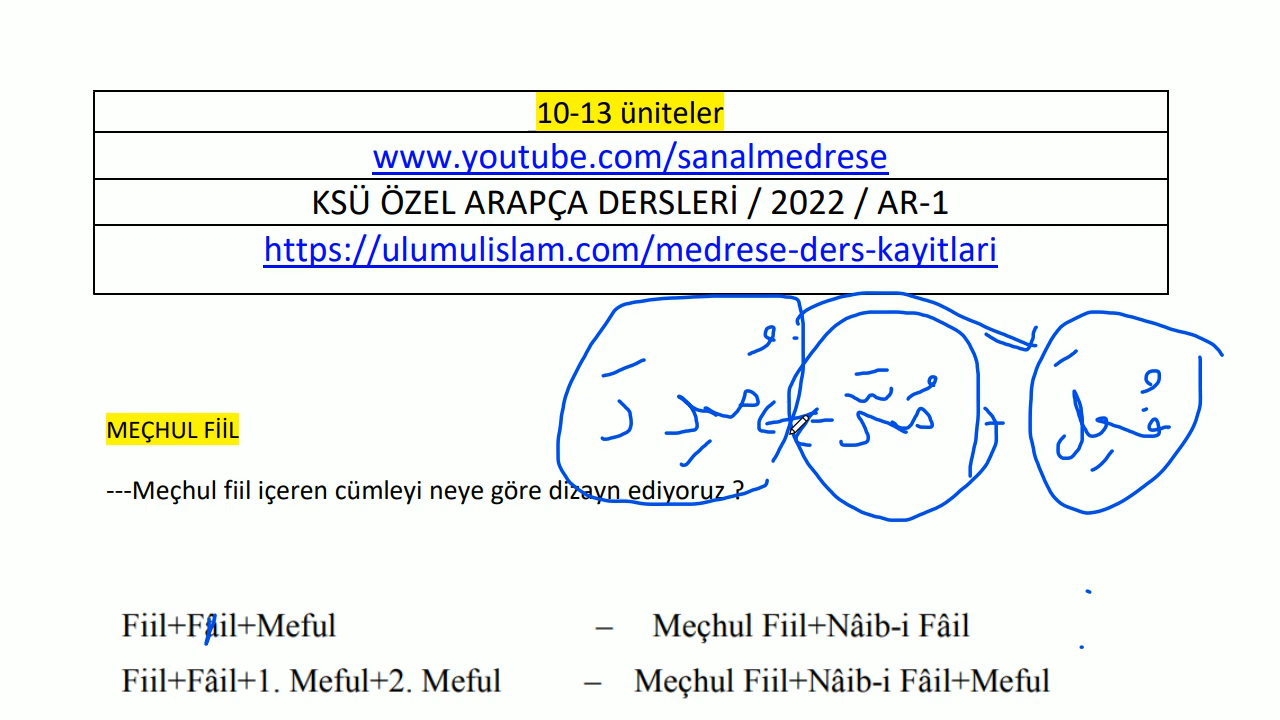 10-13 üniteler
www.youtube.com/sanalmedrese
KSÜ ÖZEL ARAPÇA DERSLERİ / 2022 / AR-1
https://ulumulislam.com/medrese-ders-kayitlari
فُعِلَ
MEÇHUL FİİL
---Meçhul fiil içeren cümleyi neye göre dizayn ediyoruz ?
Fiil+Fâil+Meful – Meçhul Fiil+Nâib-i Fâil
Fiil+Fâil+1. Meful+2. Meful – Meçhul Fiil+Nâib-i Fâil+Meful